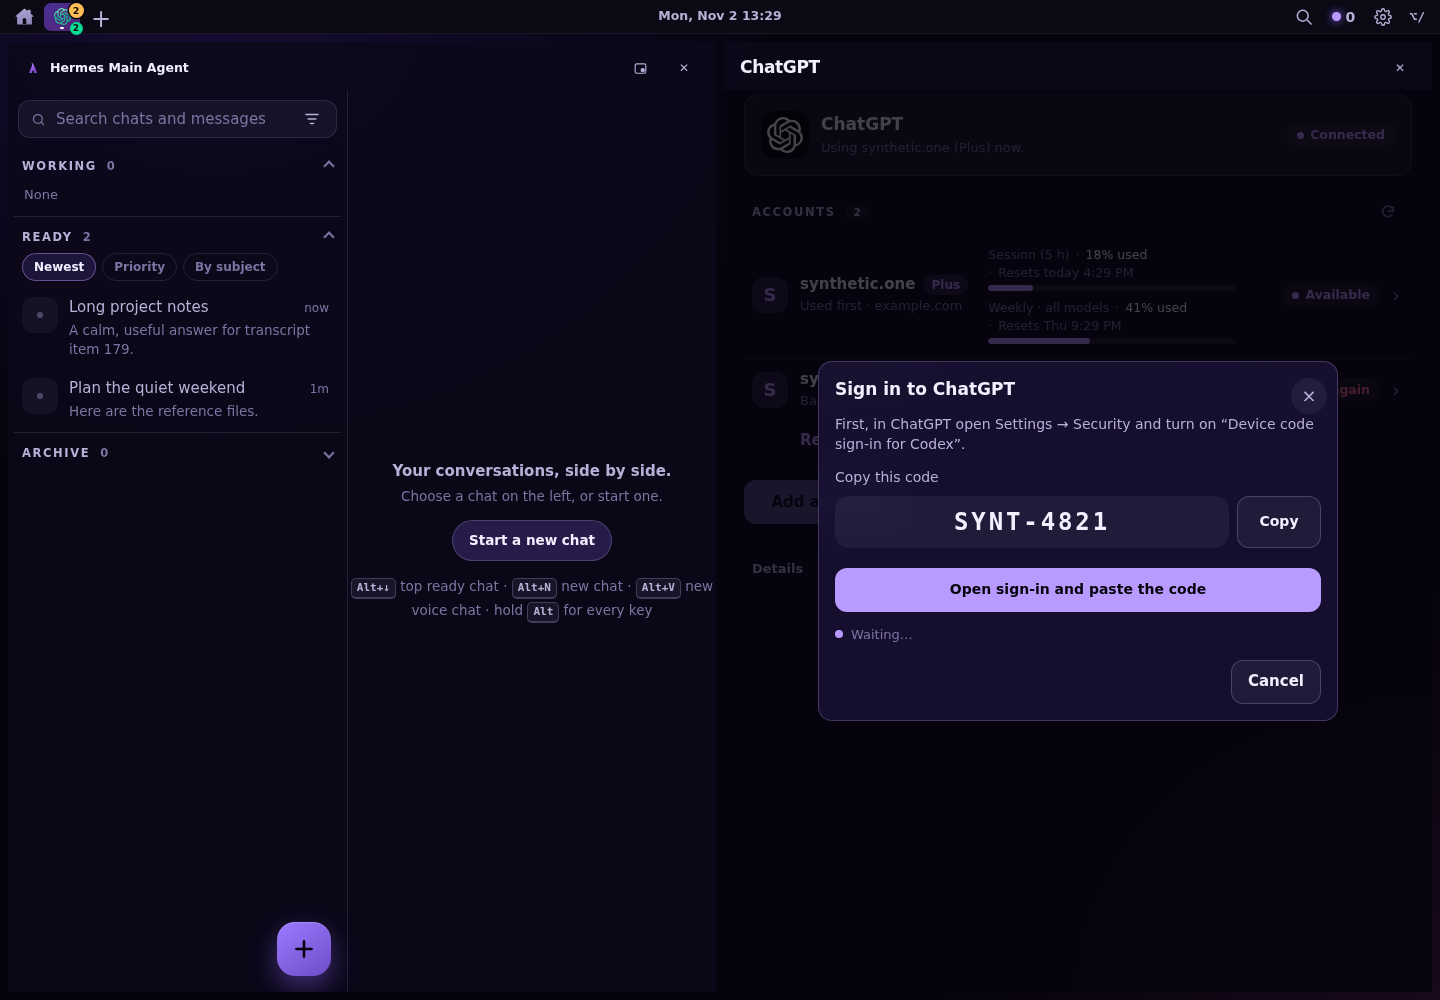 2
2
Mon, Nov 2 13:29
0
⌥/
Hermes Main Agent
Search chats and messages
WORKING 0
None
READY 2
Newest Priority By subject
Long project notes now
A calm, useful answer for transcript
item 179.
Plan the quiet weekend 1m
Here are the reference files.
ARCHIVE 0
Your conversations, side by side.
Choose a chat on the left, or start one.
Start a new chat
Alt+↓ top ready chat · Alt+N new chat · Alt+V new
voice chat · hold Alt for every key
ChatGPT
ChatGPT
Using synthetic.one (Plus) now.
Connected
ACCOUNTS 2
S
synthetic.one Plus
Used first · example.com
Session (5 h) · 18% used
· Resets today 4:29 PM
Weekly · all models · 41% used
· Resets Thu 9:29 PM
Available
S
sy
Ba
gain
Re
Add a
Details
Sign in to ChatGPT
First, in ChatGPT open Settings → Security and turn on “Device code
sign-in for Codex”.
Copy this code
SYNT-4821
Copy
Open sign-in and paste the code
Waiting…
Cancel